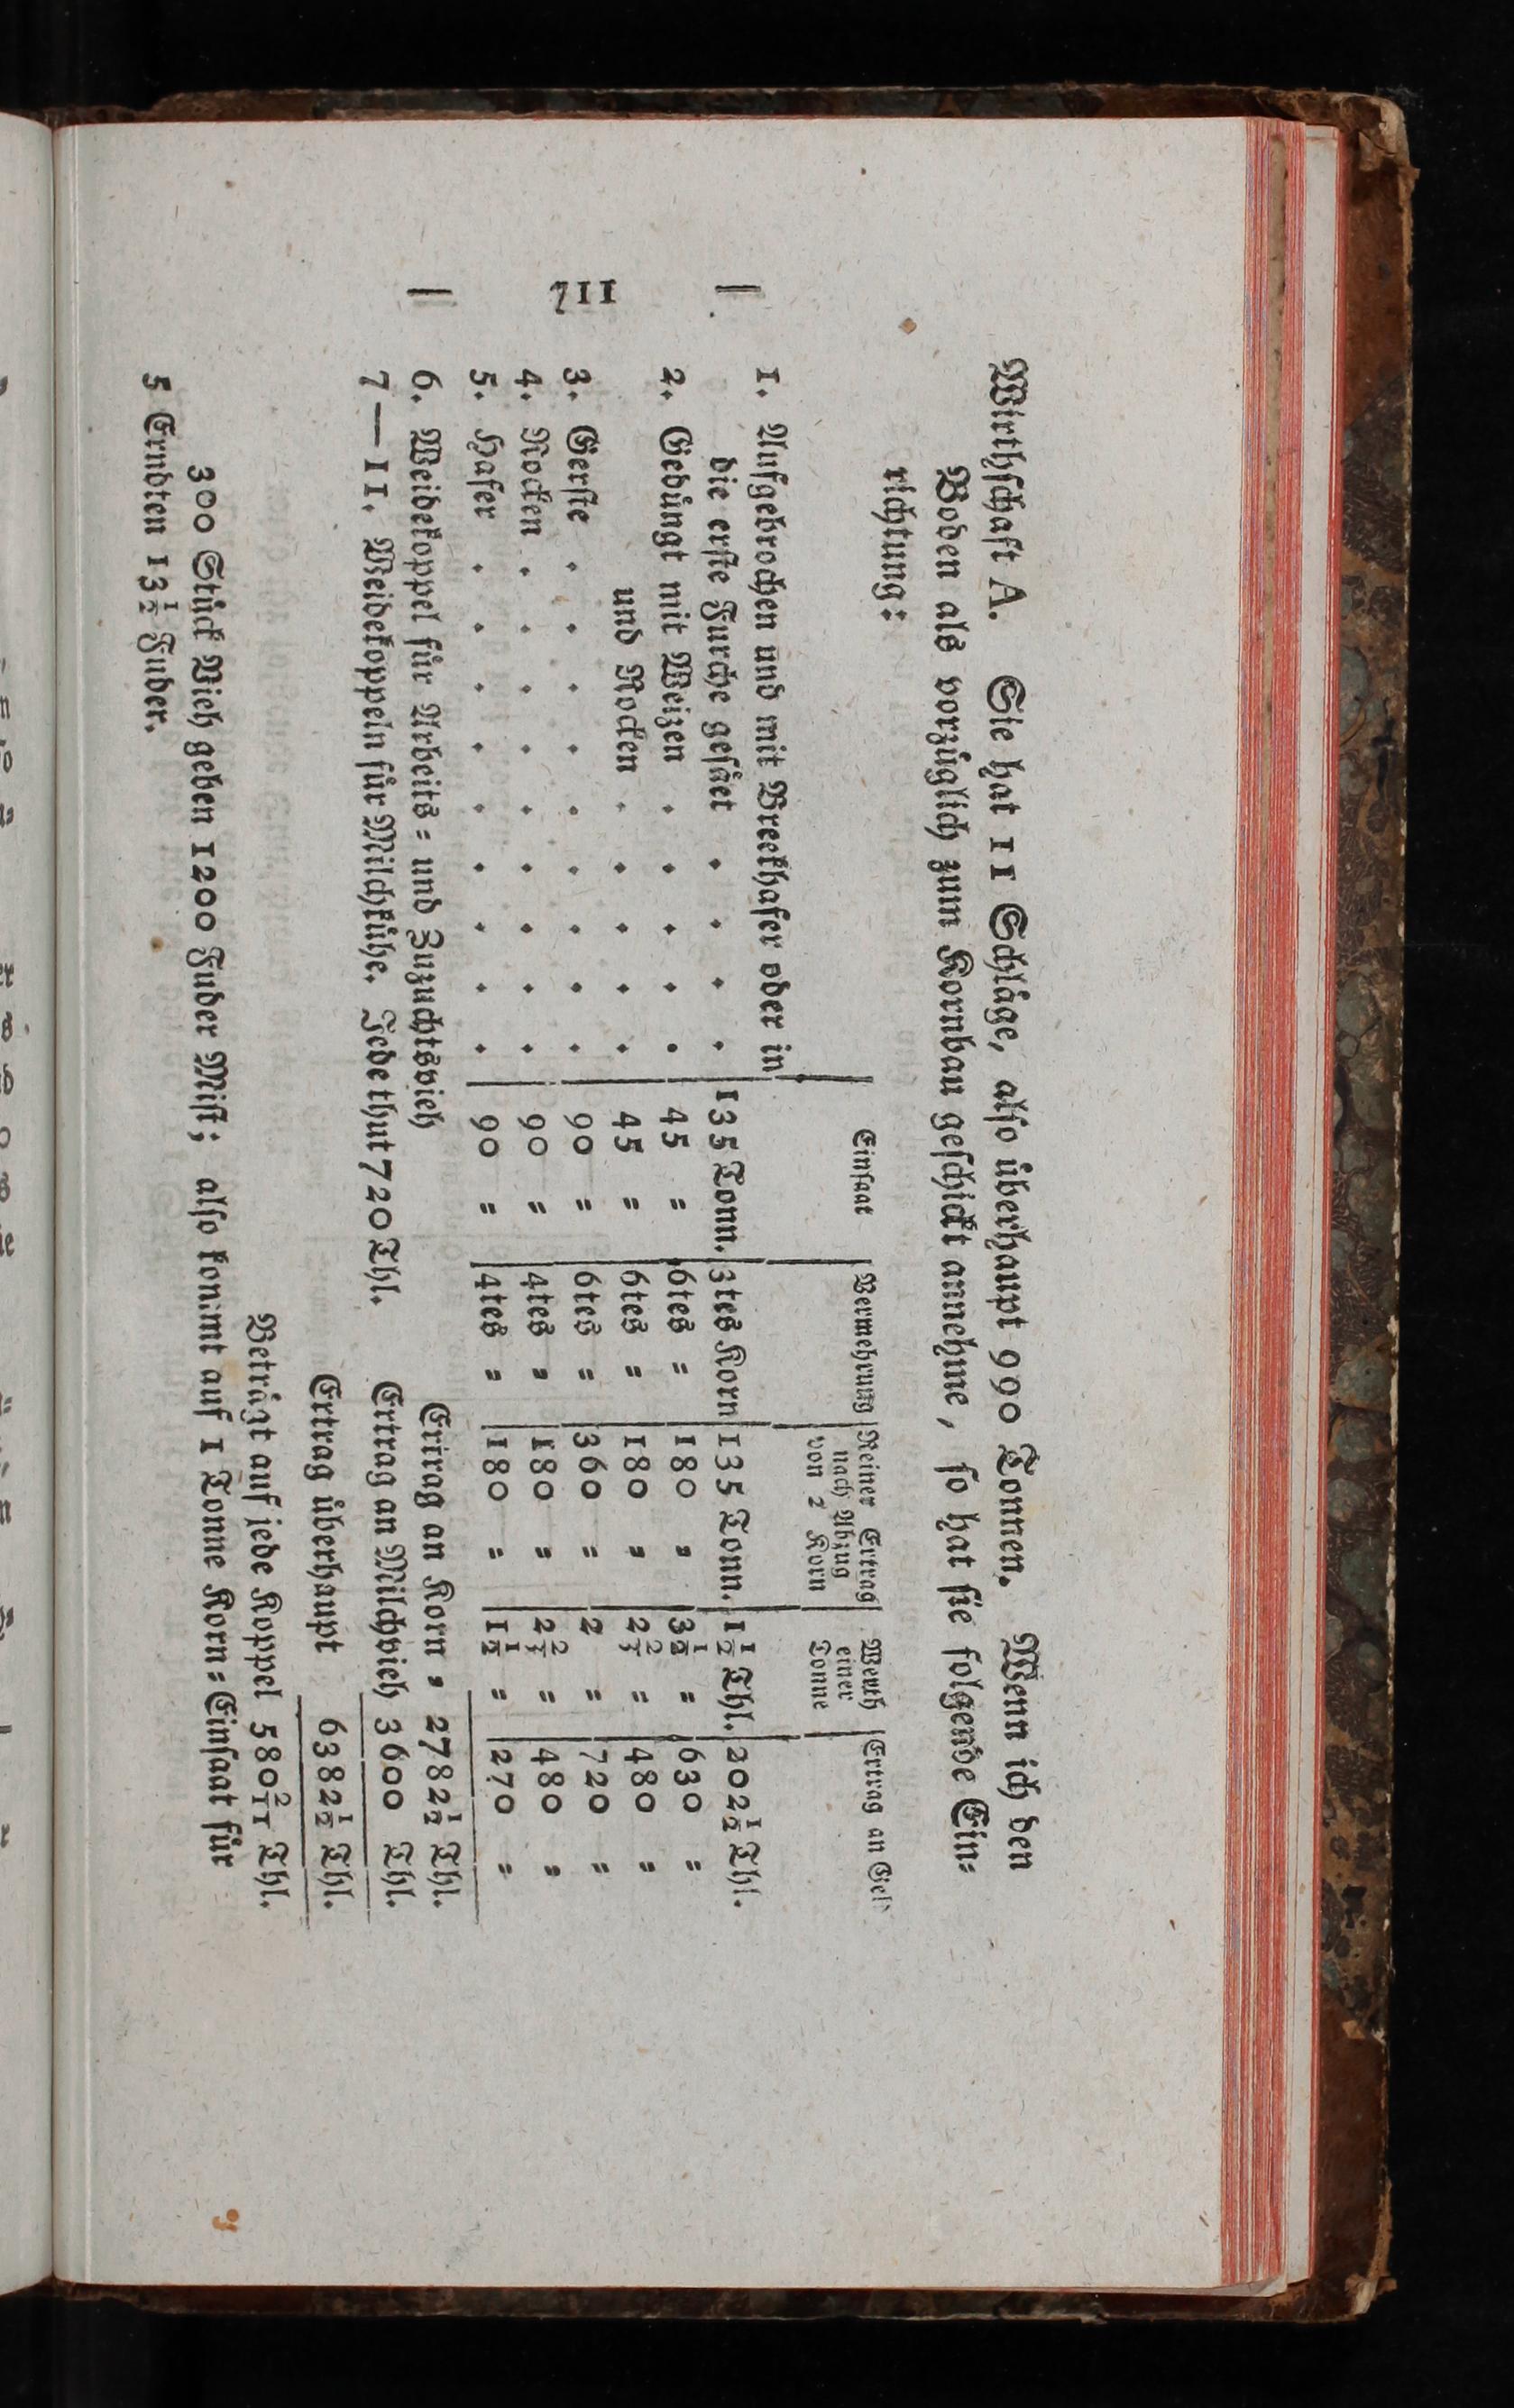 — 117 —
Wirthschaft A. Sie hat 11 Schläge, also überhaupt 990 Tonnen. Wenn ich den
Boden als vorzüglich zum Kornbau geschickt annehme, so hat sie folgende Ein-
richtung:
Einsaat | Vermehrung | Reiner Ertrag nach Abzug von 2 Korn | Werth einer Tonne | Ertrag an Geld
1. Aufgebrochen und mit Breekhafer oder in
die erste Furche gesäet . . . . | 135 Tonn. | 3tes Korn | 135 Tonn. | 1½ Thl. | 202½ Thl.
2. Gedüngt mit Weizen . . . . . | 45 " | 6tes " | 180 " | 3½ " | 630 "
und Rocken . . . . . | 45 " | 6tes " | 180 " | 2⅔ " | 480 "
3. Gerste . . . . . . . . . | 90 " | 6tes " | 360 " | 2 " | 720 "
4. Rocken . . . . . . . . . | 90 " | 4tes " | 180 " | 2⅔ " | 480 "
5. Hafer . . . . . . . . . | 90 " | 4tes " | 180 " | 1½ " | 270 "
6. Weidekoppel für Arbeits= und Zuzuchtsvieh Ertrag an Korn = 2782½ Thl.
7—11. Weidekoppeln für Milchkühe. Jede thut 720 Thl. Ertrag an Milchvieh 3600 Thl.
Ertrag überhaupt 6382½ Thl.
Beträgt auf jede Koppel 580 2/11 Thl.
300 Stück Vieh geben 1200 Fuder Mist; also kommt auf 1 Tonne Korn=Einsaat für
5 Erndten 13½ Fuder.